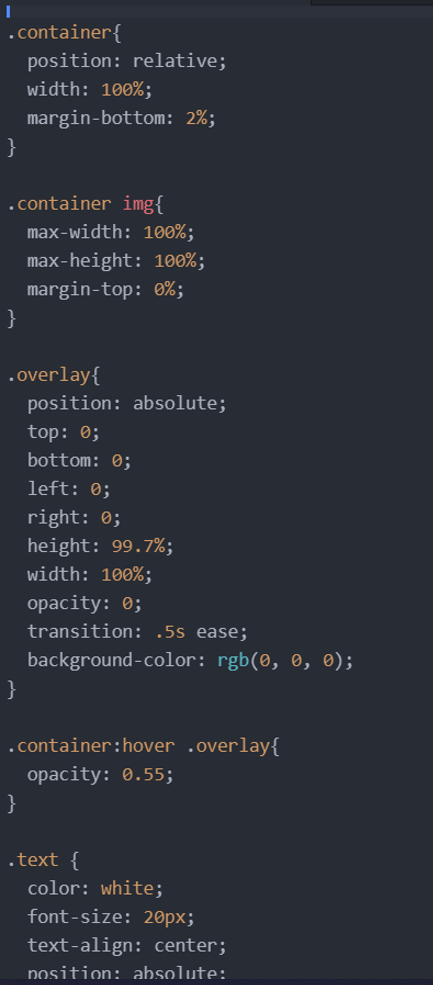 .container{
  position: relative;
  width: 100%;
  margin-bottom: 2%;
}

.container img{
  max-width: 100%;
  max-height: 100%;
  margin-top: 0%;
}

.overlay{
  position: absolute;
  top: 0;
  bottom: 0;
  left: 0;
  right: 0;
  height: 99.7%;
  width: 100%;
  opacity: 0;
  transition: .5s ease;
  background-color: rgb(0, 0, 0);
}

.container:hover .overlay{
  opacity: 0.55;
}

.text {
  color: white;
  font-size: 20px;
  text-align: center;
  position: absolute;